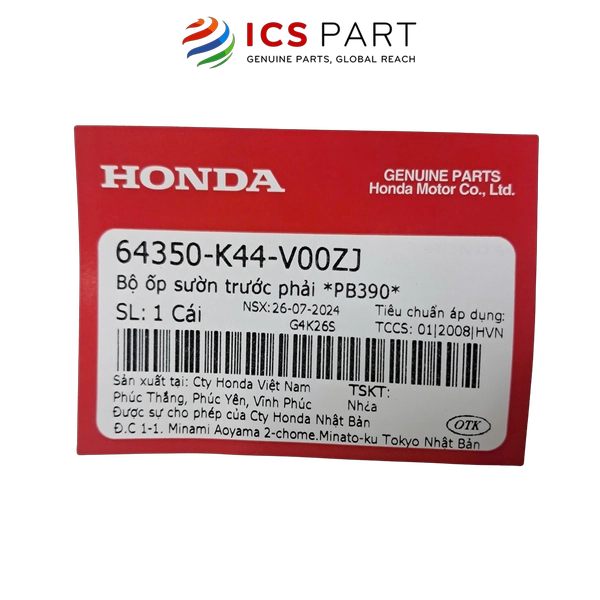 ICS PART
GENUINE PARTS, GLOBAL REACH
HONDA
GENUINE PARTS
Honda Motor Co., Ltd.
64350-K44-V00ZJ
Bộ ốp sườn trước phải *PB390*
SL: 1 Cái
NSX:26-07-2024
G4K26S
Tiêu chuẩn áp dụng:
TCCS: 01|2008|HVN
Sản xuất tại: Cty Honda Việt Nam
Phúc Thắng, Phúc Yên, Vĩnh Phúc
TSKT:
Nhựa
Được sự cho phép của Cty Honda Nhật Bản
Đ.C 1-1. Minami Aoyama 2-chome.Minato-ku Tokyo Nhật Bản
OTK